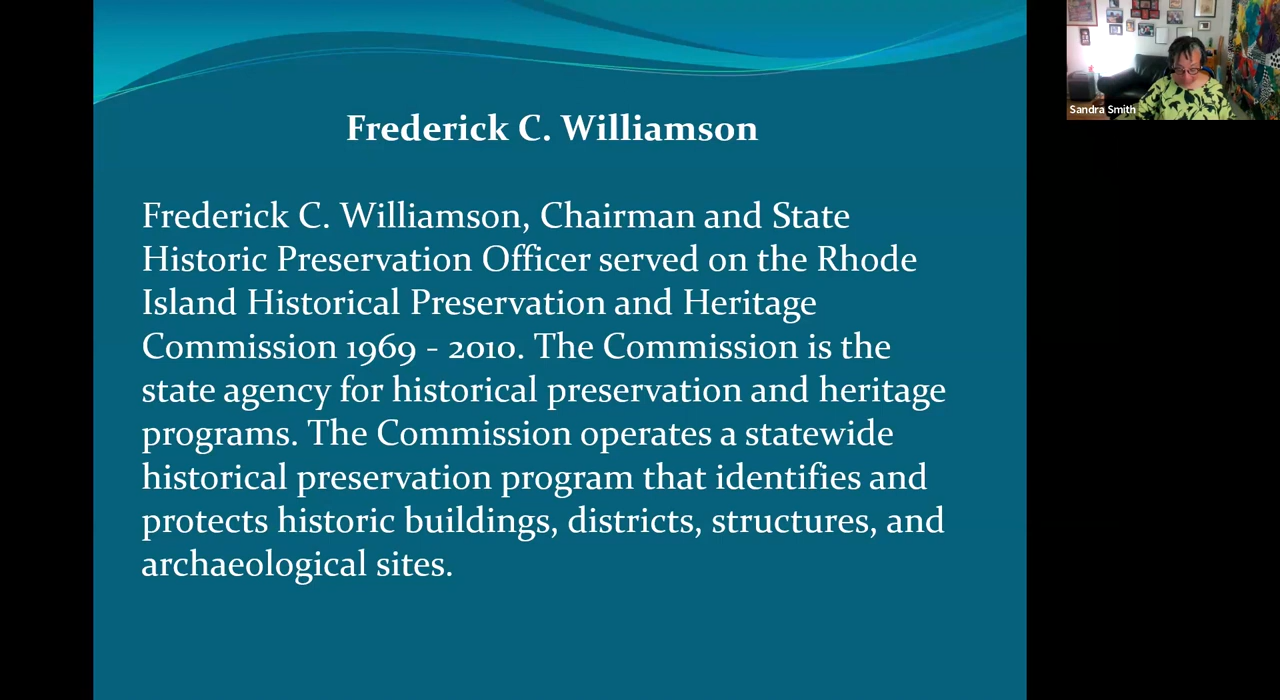 Frederick C. Williamson
Frederick C. Williamson, Chairman and State
Historic Preservation Officer served on the Rhode
Island Historical Preservation and Heritage
Commission 1969 - 2010. The Commission is the
state agency for historical preservation and heritage
programs. The Commission operates a statewide
historical preservation program that identifies and
protects historic buildings, districts, structures, and
archaeological sites.
Sandra Smith